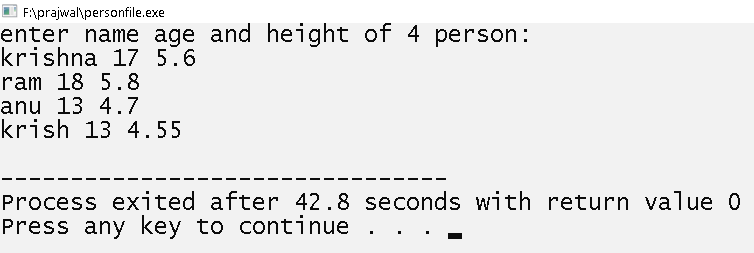 F:\prajwal\personfile.exe
enter name age and height of 4 person:
krishna 17 5.6
ram 18 5.8
anu 13 4.7
krish 13 4.55
--------------------------------
Process exited after 42.8 seconds with return value 0
Press any key to continue . . . _